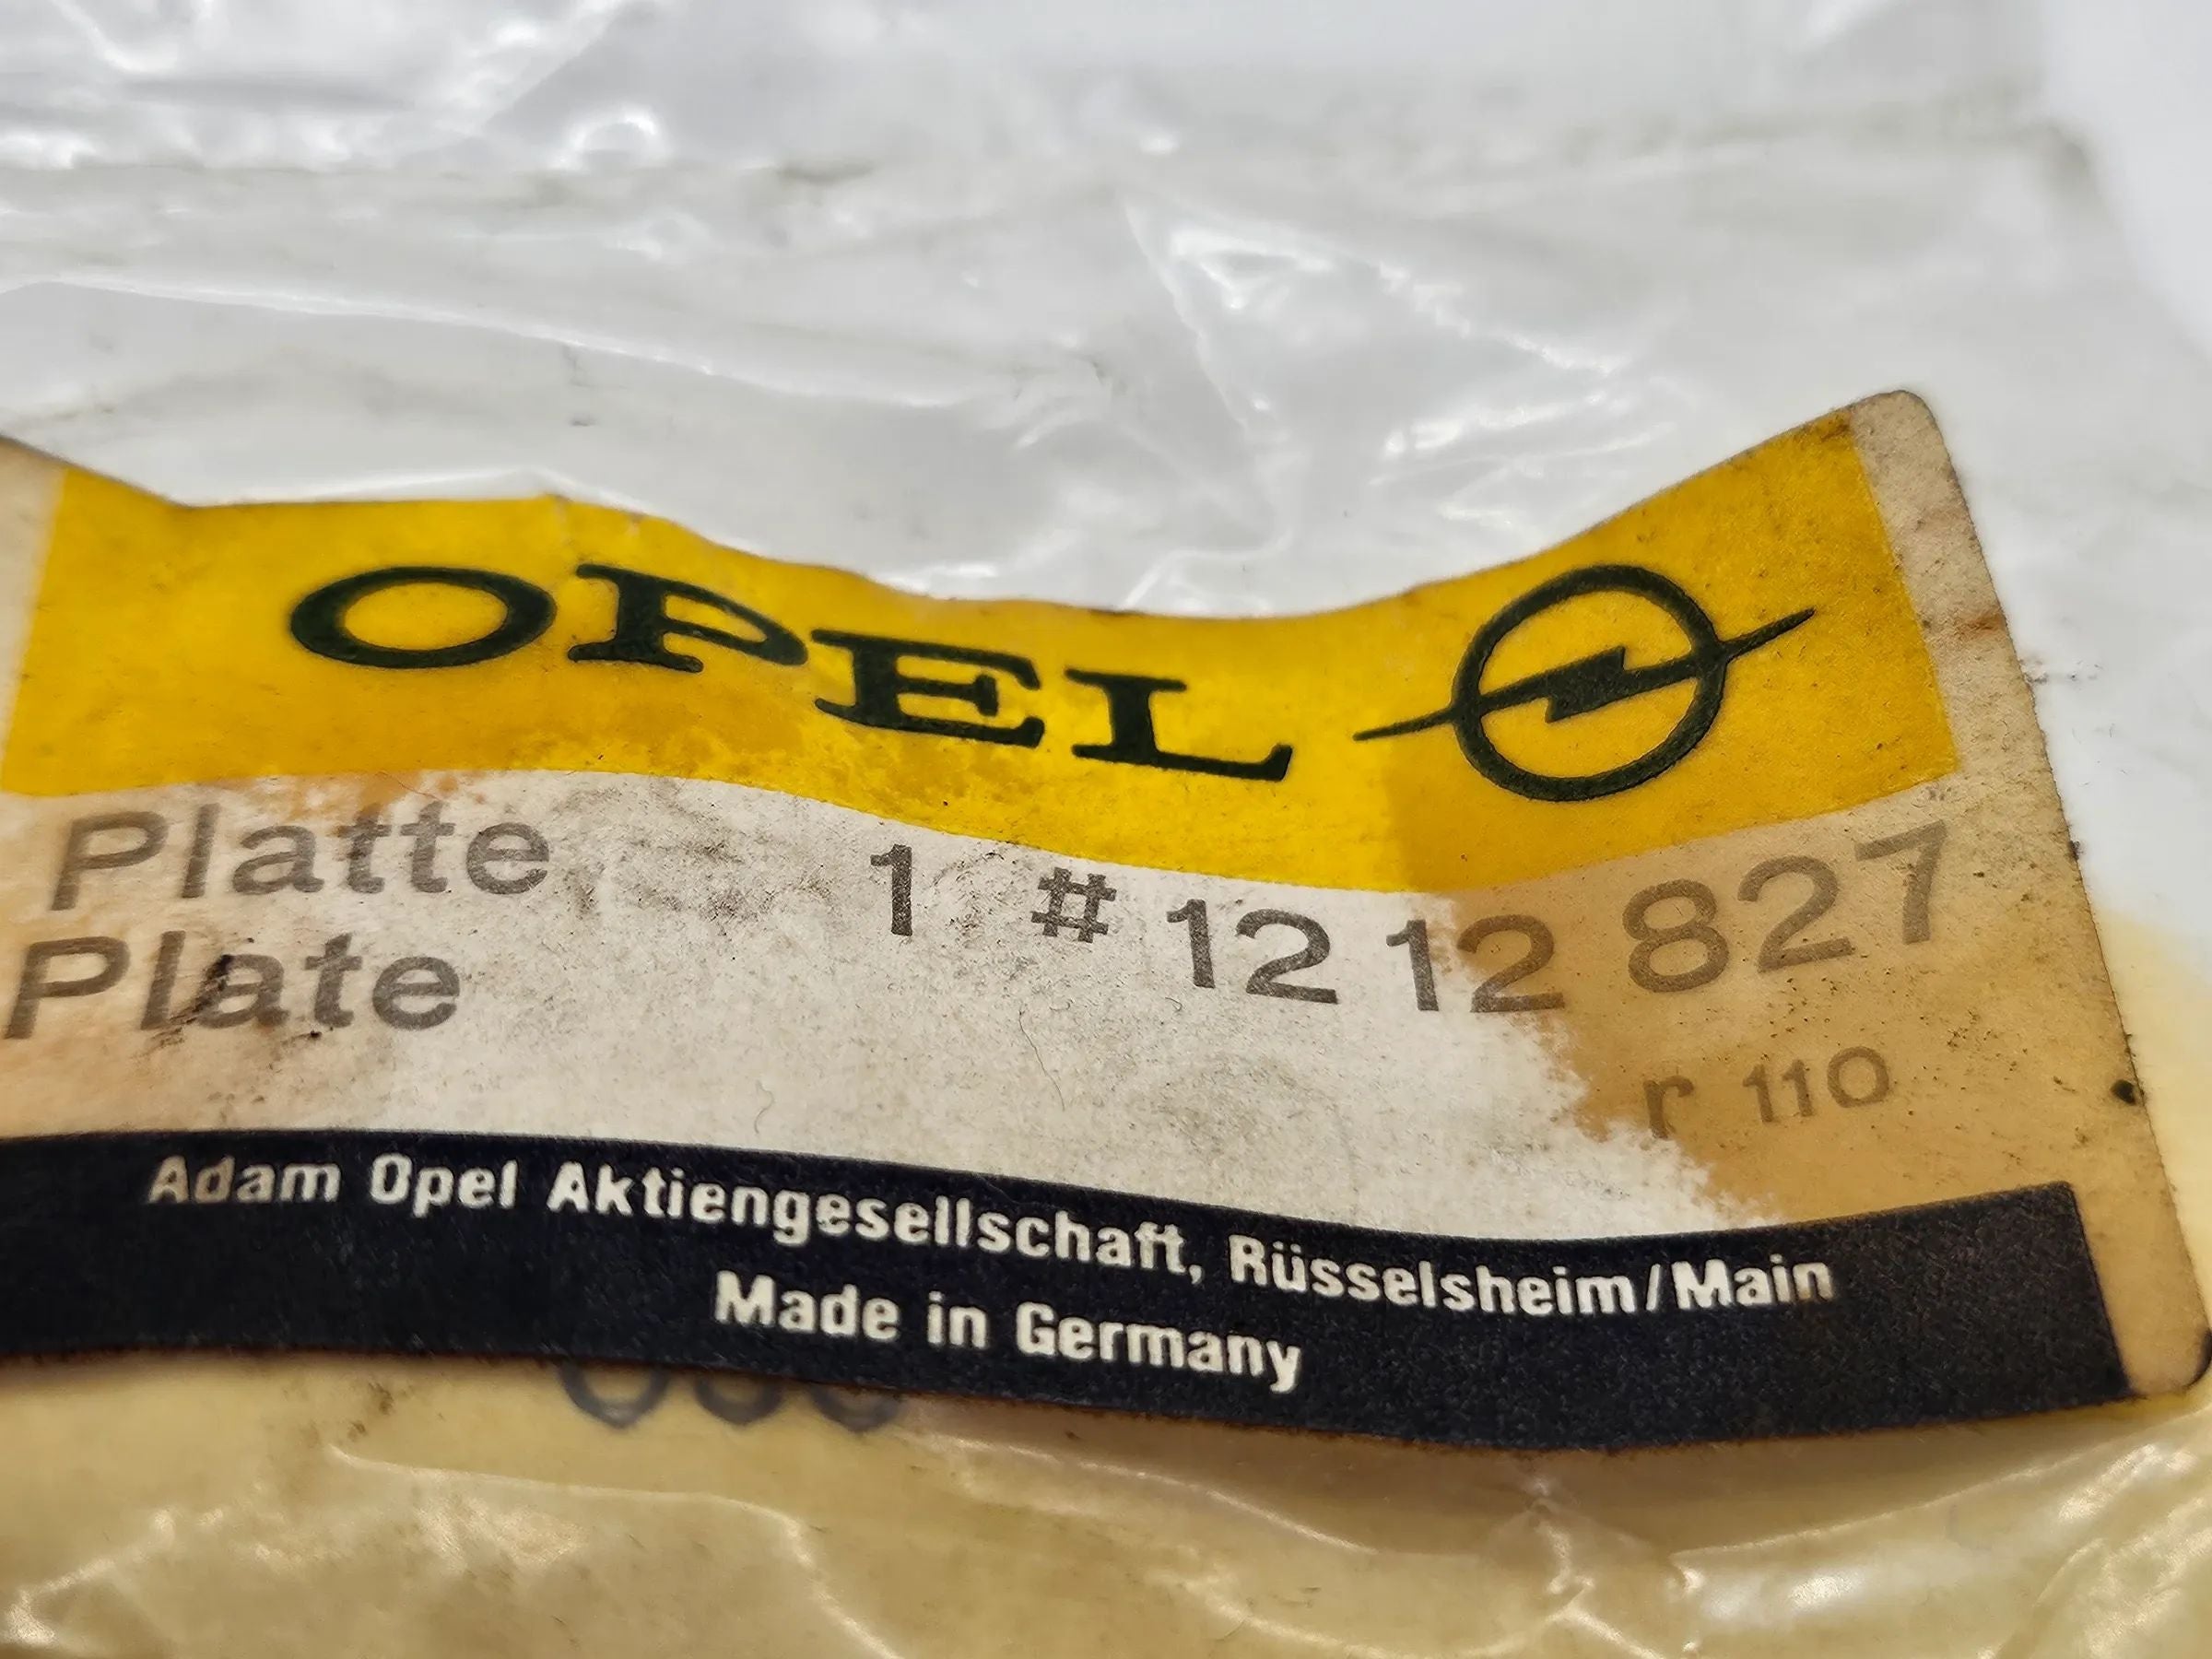 OPEL
Platte 1 # 12 12 827
Plate
r 110
Adam Opel Aktiengesellschaft, Rüsselsheim/Main
Made in Germany